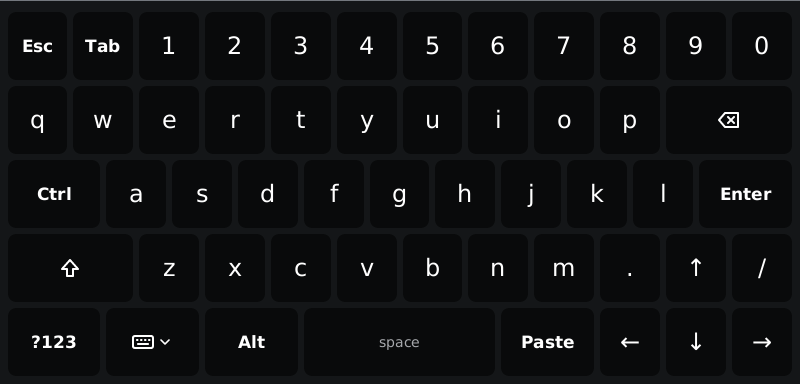 Esc Tab 1 2 3 4 5 6 7 8 9 0
q w e r t y u i o p
Ctrl a s d f g h j k l Enter
z x c v b n m . ↑ /
?123 Alt space Paste ← ↓ →